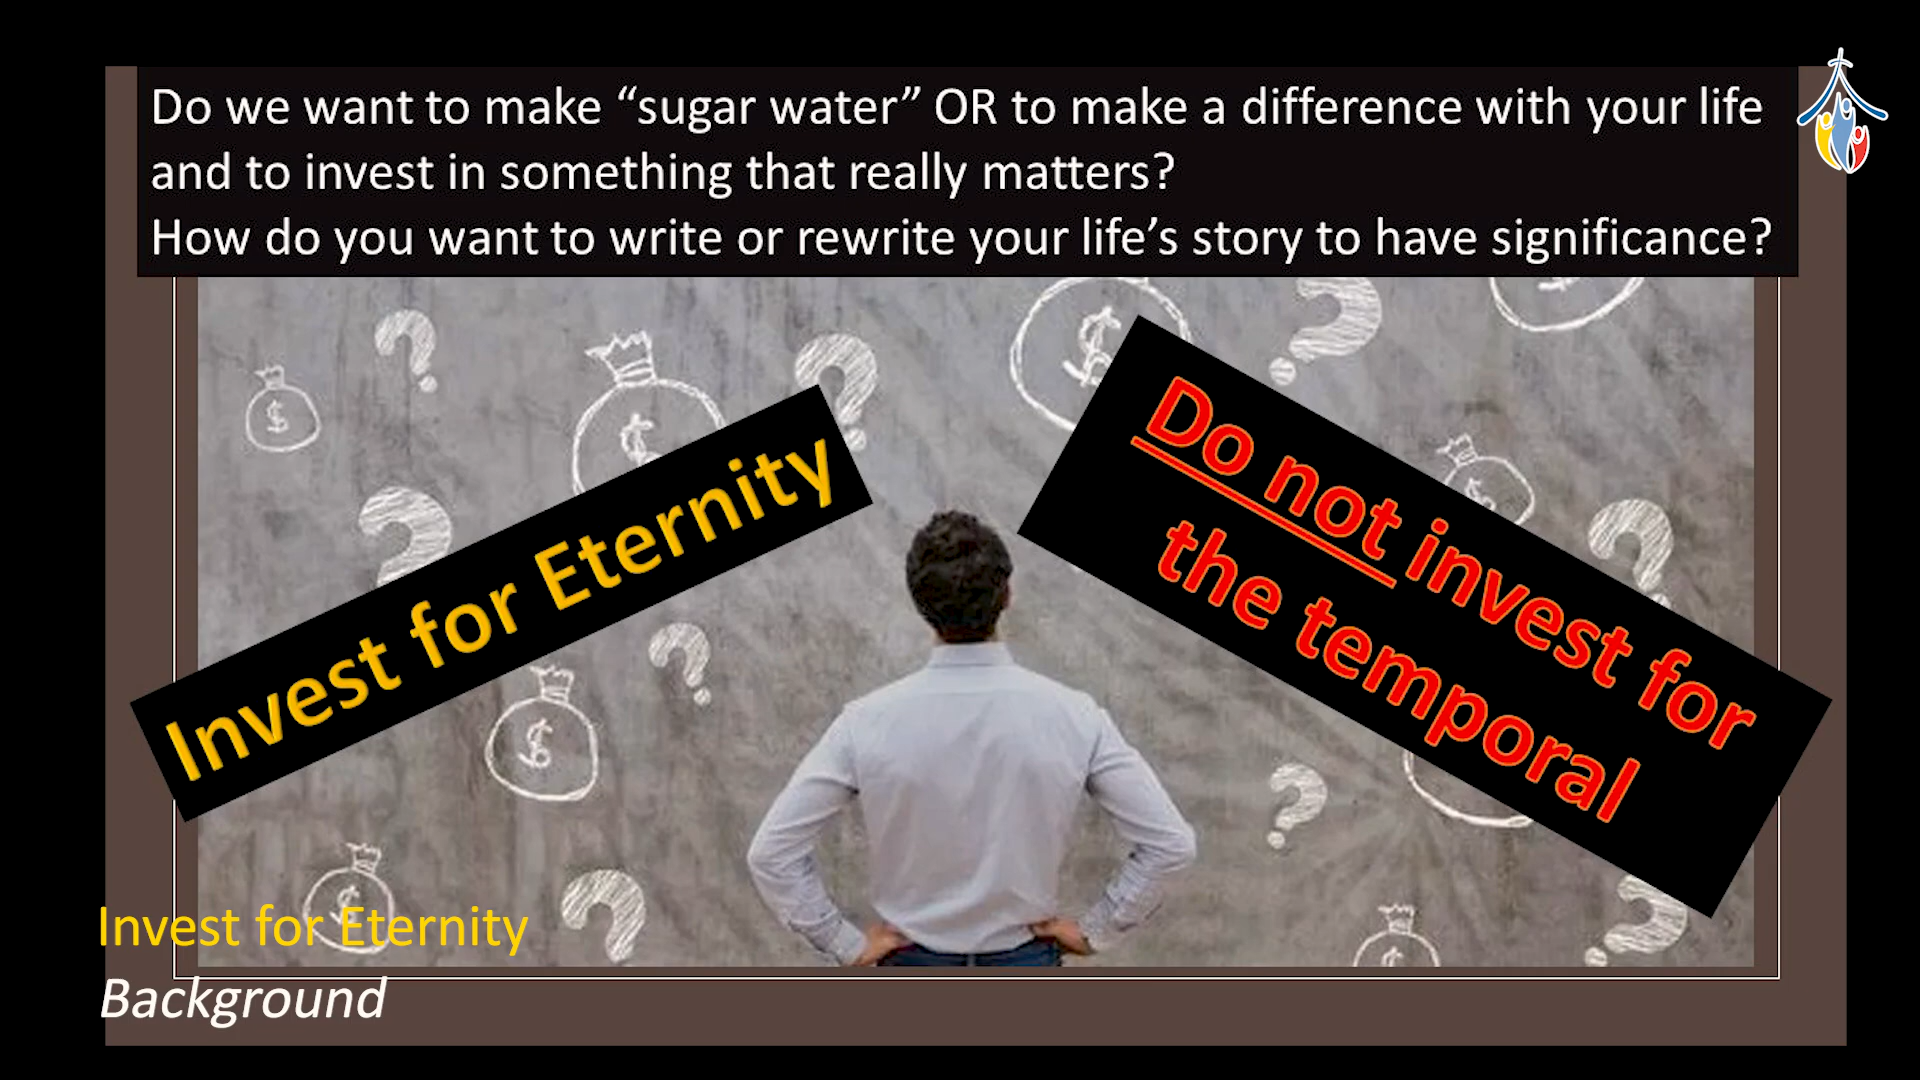 Do we want to make “sugar water” OR to make a difference with your life
and to invest in something that really matters?
How do you want to write or rewrite your life’s story to have significance?
Invest for Eternity
Do not invest for
the temporal
Invest for Eternity
Background